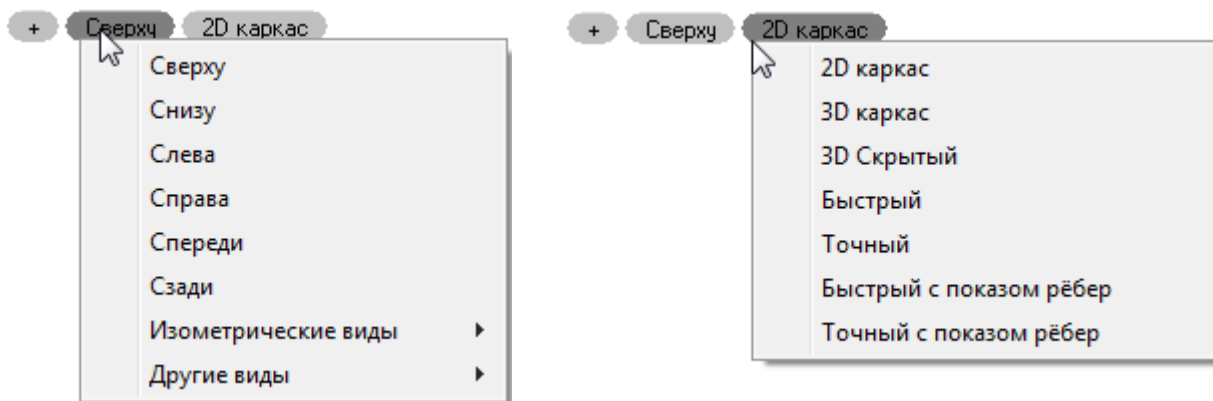 + Сверху 2D каркас
Сверху
Снизу
Слева
Справа
Спереди
Сзади
Изометрические виды
Другие виды
+ Сверху 2D каркас
2D каркас
3D каркас
3D Скрытый
Быстрый
Точный
Быстрый с показом рёбер
Точный с показом рёбер